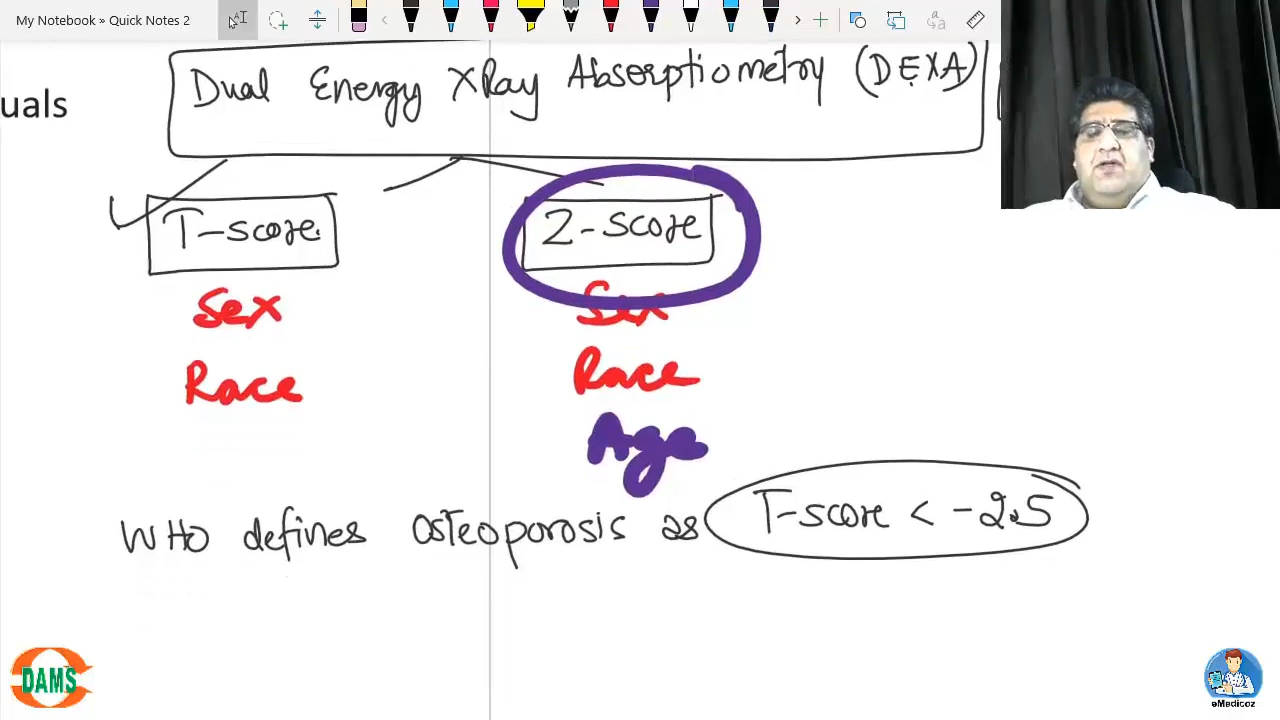 My Notebook » Quick Notes 2
uals
Dual Energy XRay Absorptiometry (DEXA)
T-score
Z-score
Sex
Sex
Race
Race
Age
WHO defines osteoporosis as T-score < -2.5
DAMS
eMedicoz